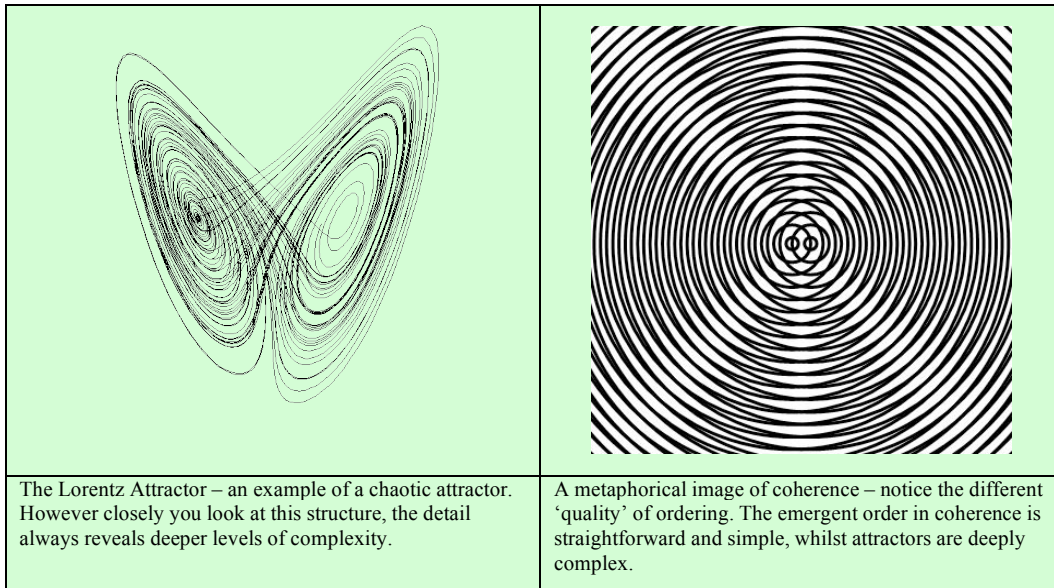 The Lorentz Attractor – an example of a chaotic attractor.
However closely you look at this structure, the detail
always reveals deeper levels of complexity.
A metaphorical image of coherence – notice the different
‘quality’ of ordering. The emergent order in coherence is
straightforward and simple, whilst attractors are deeply
complex.